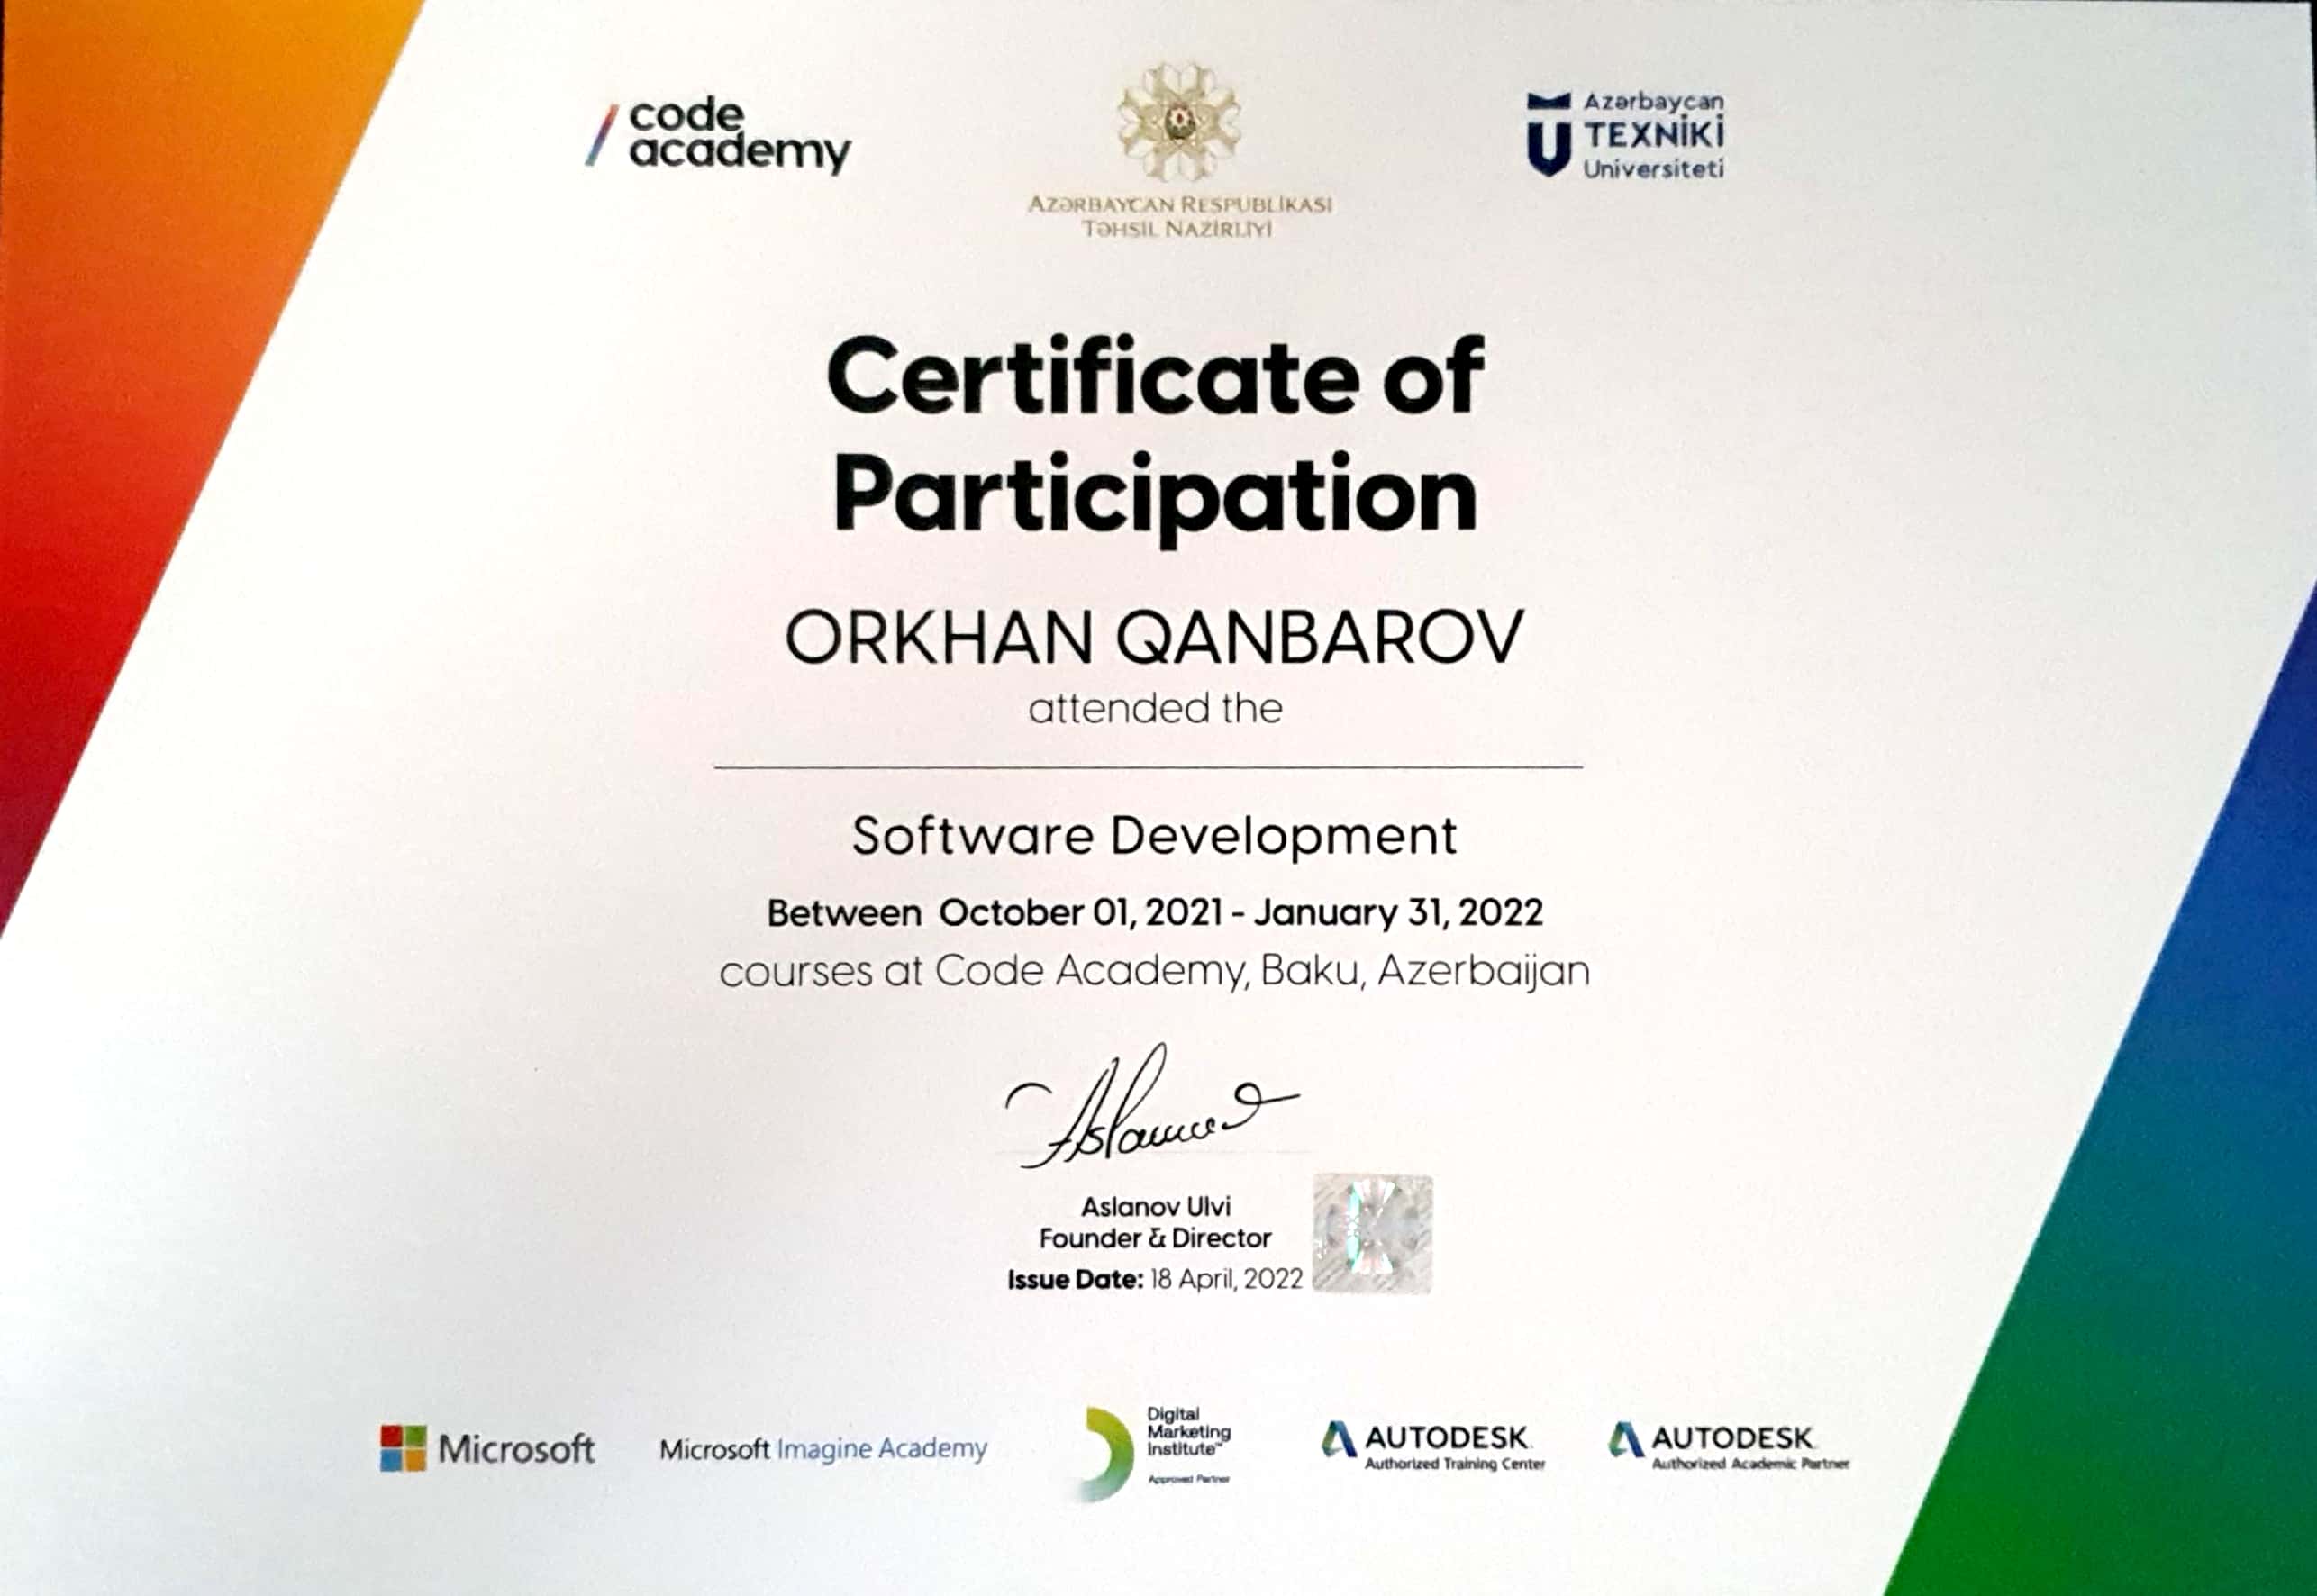 code
academy
AZƏRBAYCAN RESPUBLİKASI
TƏHSİL NAZİRLİYİ
Azərbaycan
TEXNİKİ
Universiteti
Certificate of
Participation
ORKHAN QANBAROV
attended the
Software Development
Between October 01, 2021 - January 31, 2022
courses at Code Academy, Baku, Azerbaijan
Aslanov Ulvi
Founder & Director
Issue Date: 18 April, 2022
Microsoft
Microsoft Imagine Academy
Digital
Marketing
Institute™
Approved Partner
AUTODESK.
Authorized Training Center
AUTODESK
Authorized Academic Partner